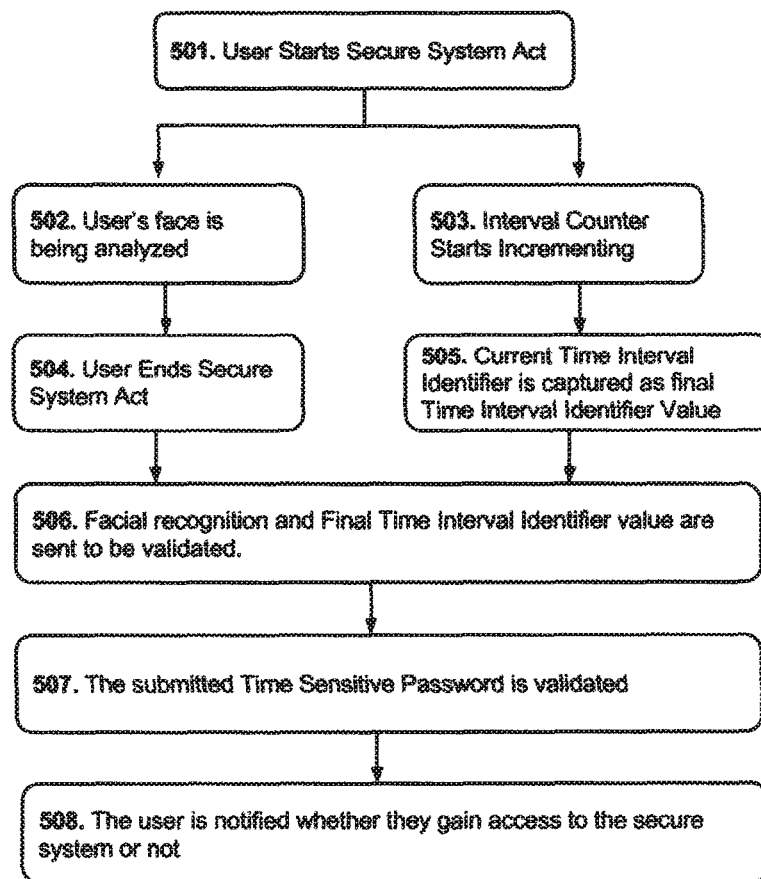 501. User Starts Secure System Act
502. User's face is
being analyzed
503. Interval Counter
Starts Incrementing
504. User Ends Secure
System Act
505. Current Time Interval
Identifier is captured as final
Time Interval Identifier Value
506. Facial recognition and Final Time Interval Identifier value are
sent to be validated.
507. The submitted Time Sensitive Password is validated
508. The user is notified whether they gain access to the secure
system or not